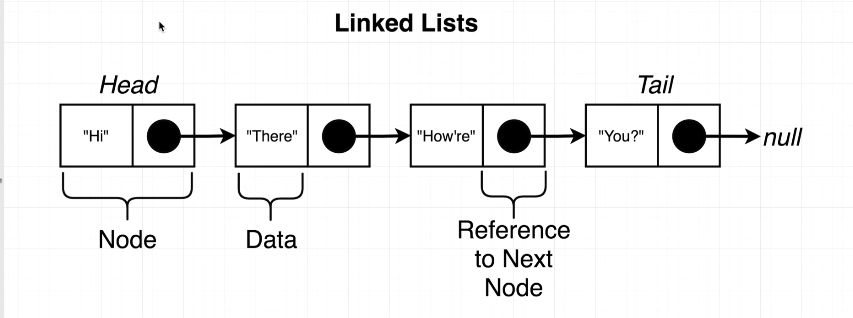 Linked Lists
Head
Tail
"Hi"
"There"
"How're"
"You?"
null
Node
Data
Reference
to Next
Node